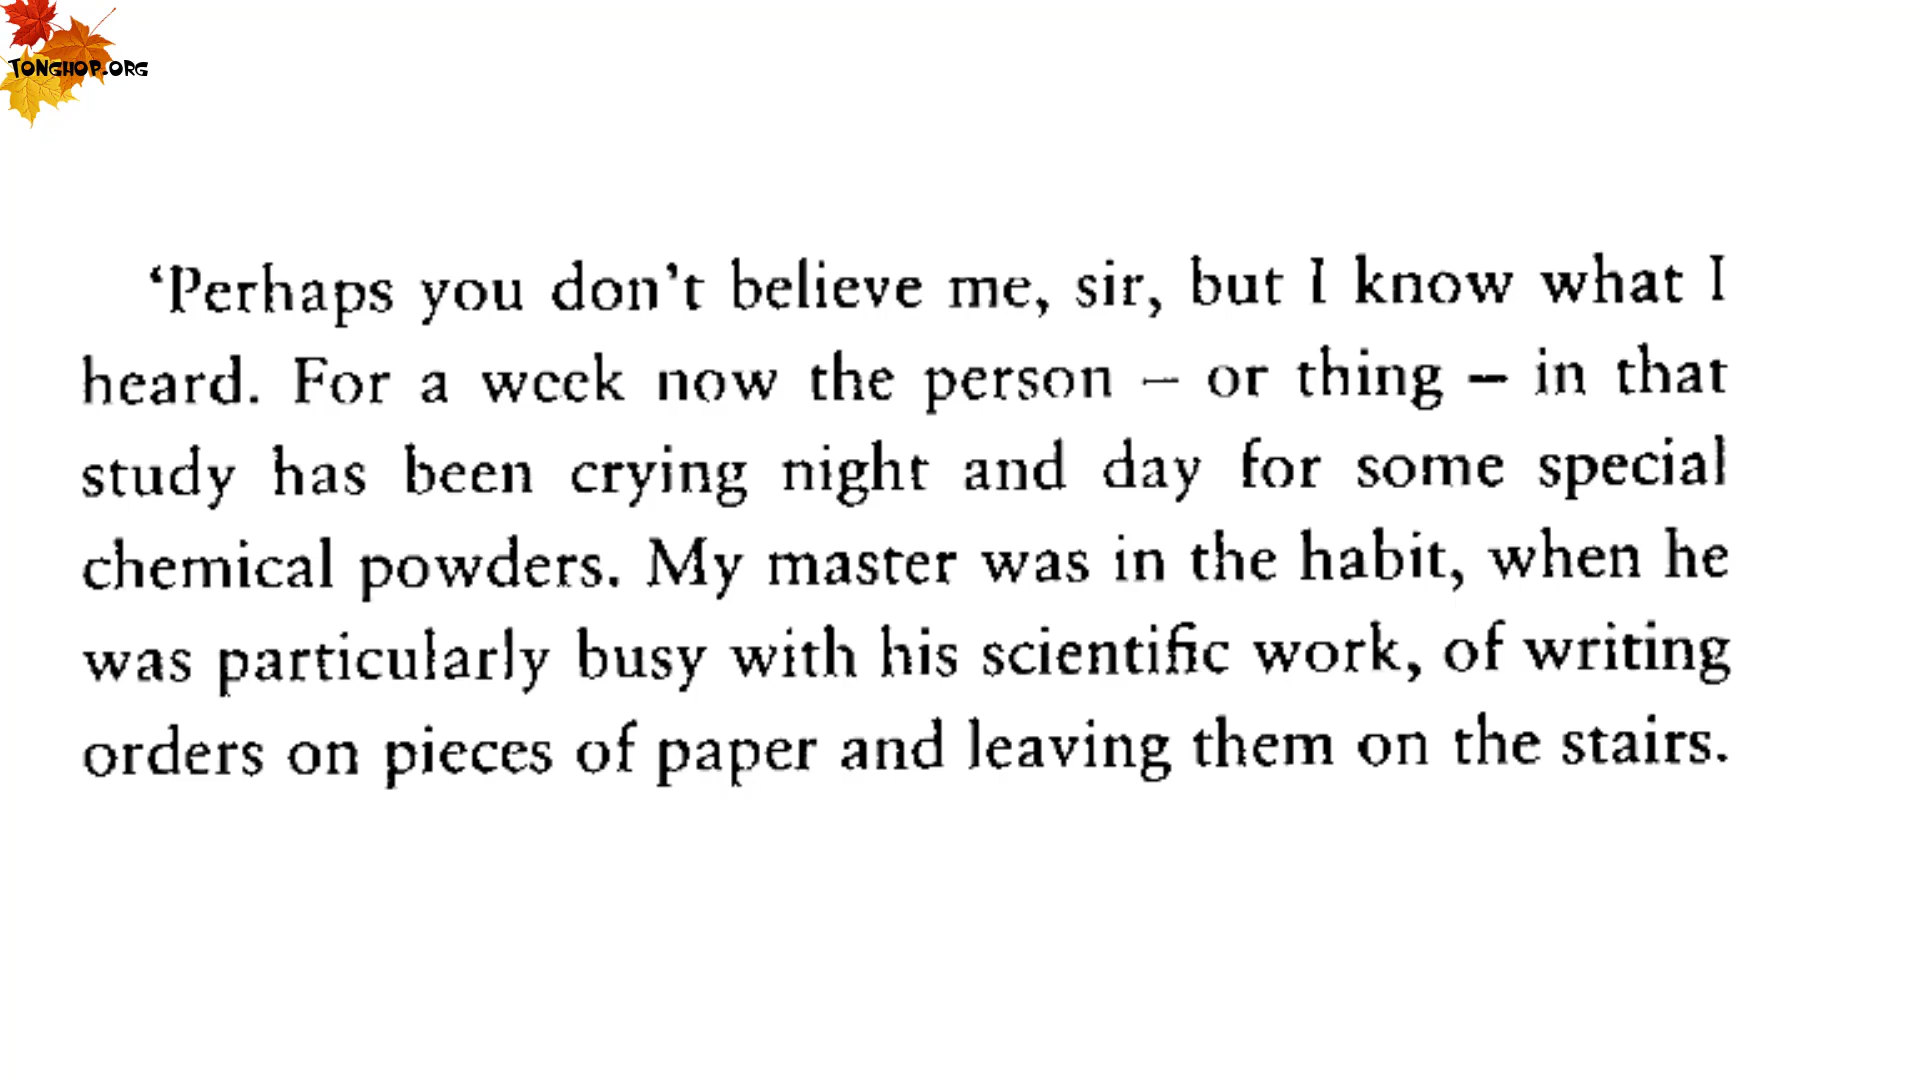 TONGHOP.ORG
‘Perhaps you don’t believe me, sir, but I know what I
heard. For a week now the person – or thing – in that
study has been crying night and day for some special
chemical powders. My master was in the habit, when he
was particularly busy with his scientific work, of writing
orders on pieces of paper and leaving them on the stairs.